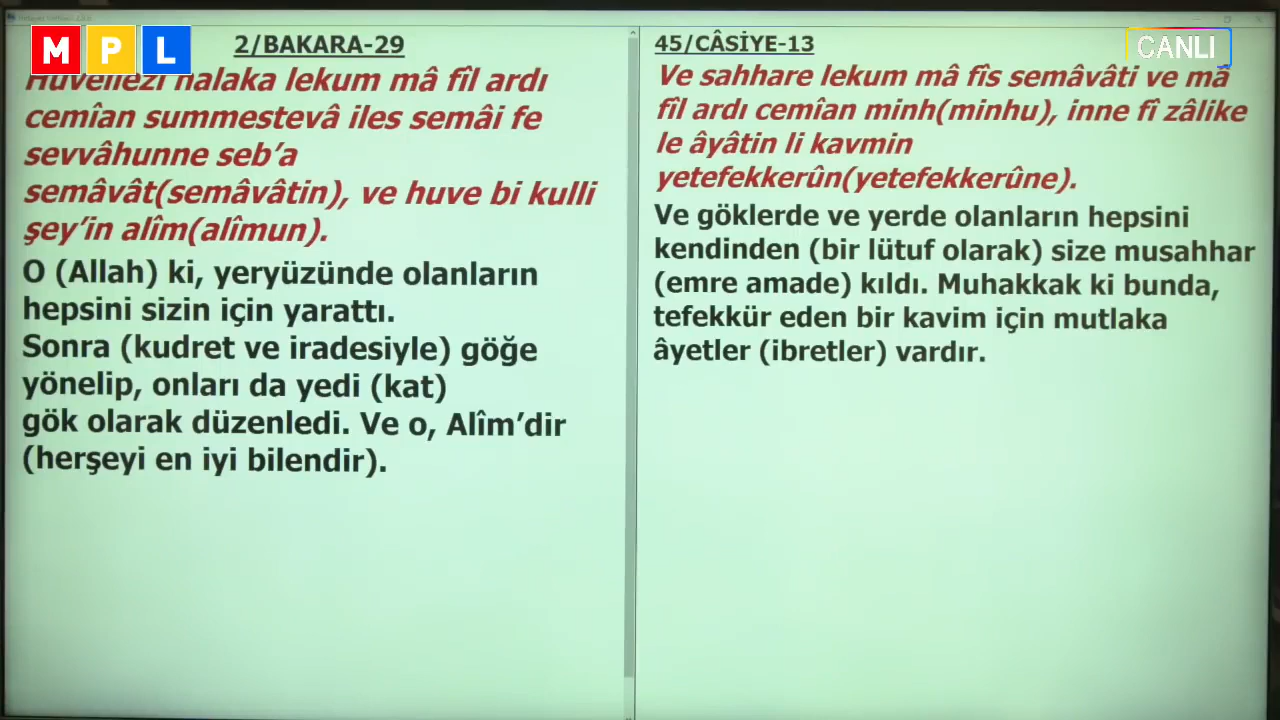 MPL
CANLI
2/BAKARA-29
Huvellezî halaka lekum mâ fîl ardı
cemîan summestevâ iles semâi fe
sevvâhunne seb’a
semâvât(semâvâtin), ve huve bi kulli
şey’in alîm(alîmun).
O (Allah) ki, yeryüzünde olanların
hepsini sizin için yarattı.
Sonra (kudret ve iradesiyle) göğe
yönelip, onları da yedi (kat)
gök olarak düzenledi. Ve o, Alîm’dir
(herşeyi en iyi bilendir).
45/CÂSİYE-13
Ve sahhare lekum mâ fîs semâvâti ve mâ
fîl ardı cemîan minh(minhu), inne fî zâlike
le âyâtin li kavmin
yetefekkerûn(yetefekkerûne).
Ve göklerde ve yerde olanların hepsini
kendinden (bir lütuf olarak) size musahhar
(emre amade) kıldı. Muhakkak ki bunda,
tefekkür eden bir kavim için mutlaka
âyetler (ibretler) vardır.